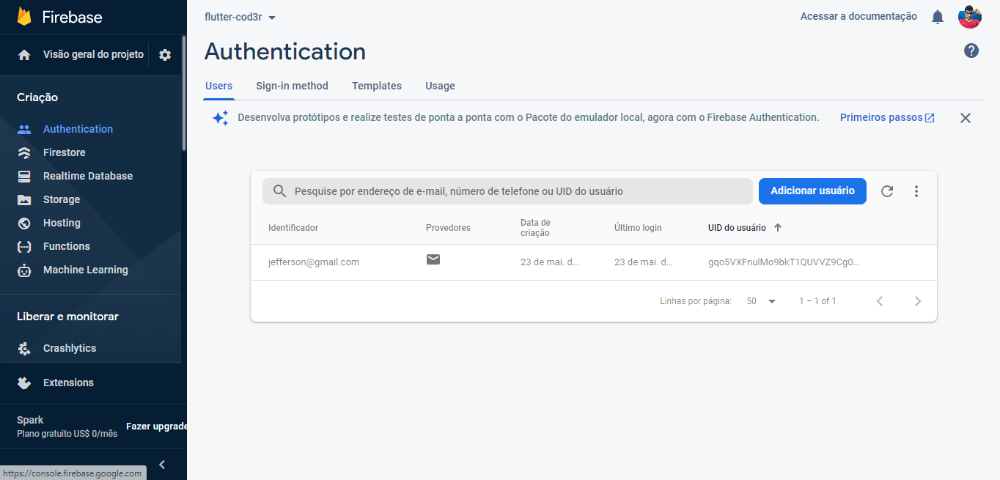 Firebase
Visão geral do projeto
Criação
Authentication
Firestore
Realtime Database
Storage
Hosting
Functions
Machine Learning
Liberar e monitorar
Crashlytics
Extensions
Spark
Plano gratuito US$ 0/mês
Fazer upgrade
https://console.firebase.google.com
flutter-cod3r
Acessar a documentação
Authentication
Users Sign-in method Templates Usage
Desenvolva protótipos e realize testes de ponta a ponta com o Pacote do emulador local, agora com o Firebase Authentication. Primeiros passos
Pesquise por endereço de e-mail, número de telefone ou UID do usuário
Adicionar usuário
Identificador Provedores Data de criação Último login UID do usuário
jefferson@gmail.com 23 de mai. d... 23 de mai. d... gqo5VXFnulMo9bkT1QUVVZ9Cg0...
Linhas por página: 50 1 – 1 of 1